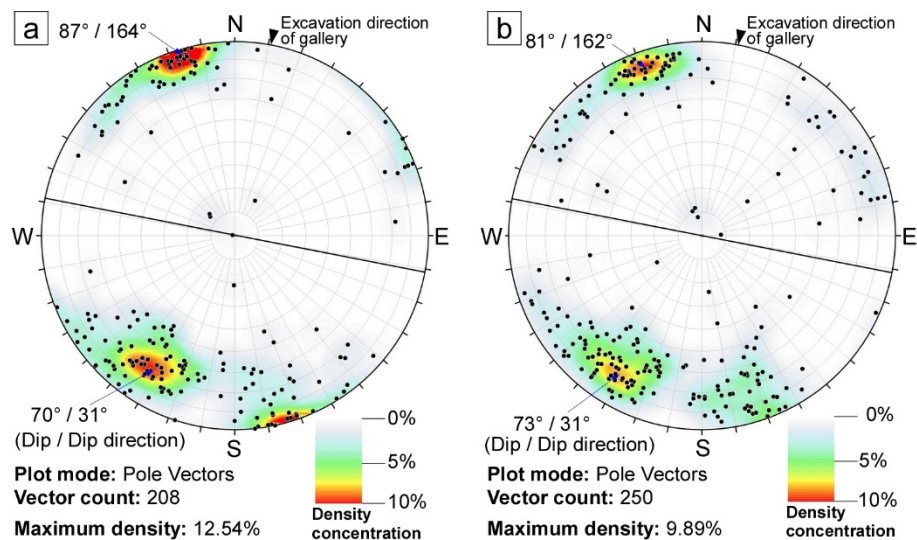 a
N
Excavation direction
of gallery
87° / 164°
W
E
S
70° / 31°
(Dip / Dip direction)
Plot mode: Pole Vectors
Vector count: 208
Maximum density: 12.54%
0%
5%
10%
Density
concentration
b
N
Excavation direction
of gallery
81° / 162°
W
E
S
73° / 31°
(Dip / Dip direction)
Plot mode: Pole Vectors
Vector count: 250
Maximum density: 9.89%
0%
5%
10%
Density
concentration